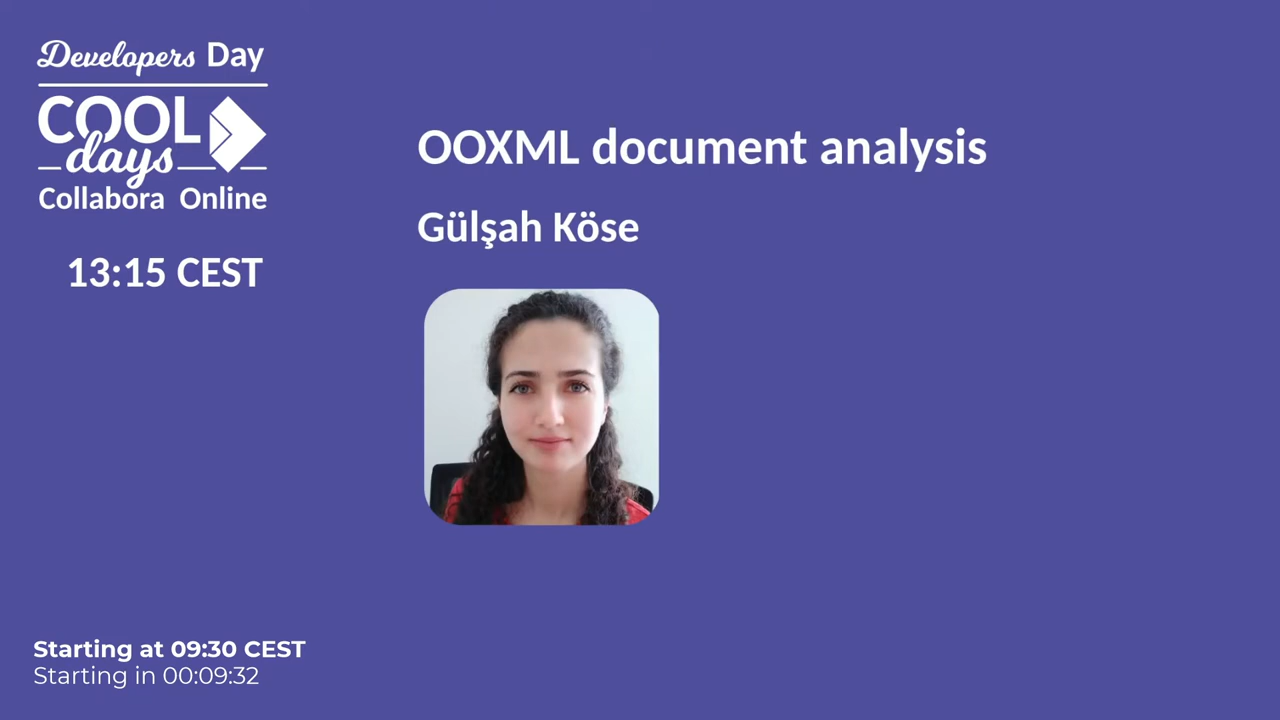 Developers Day
COOL
days
Collabora Online
13:15 CEST
OOXML document analysis
Gülşah Köse
Starting at 09:30 CEST
Starting in 00:09:32